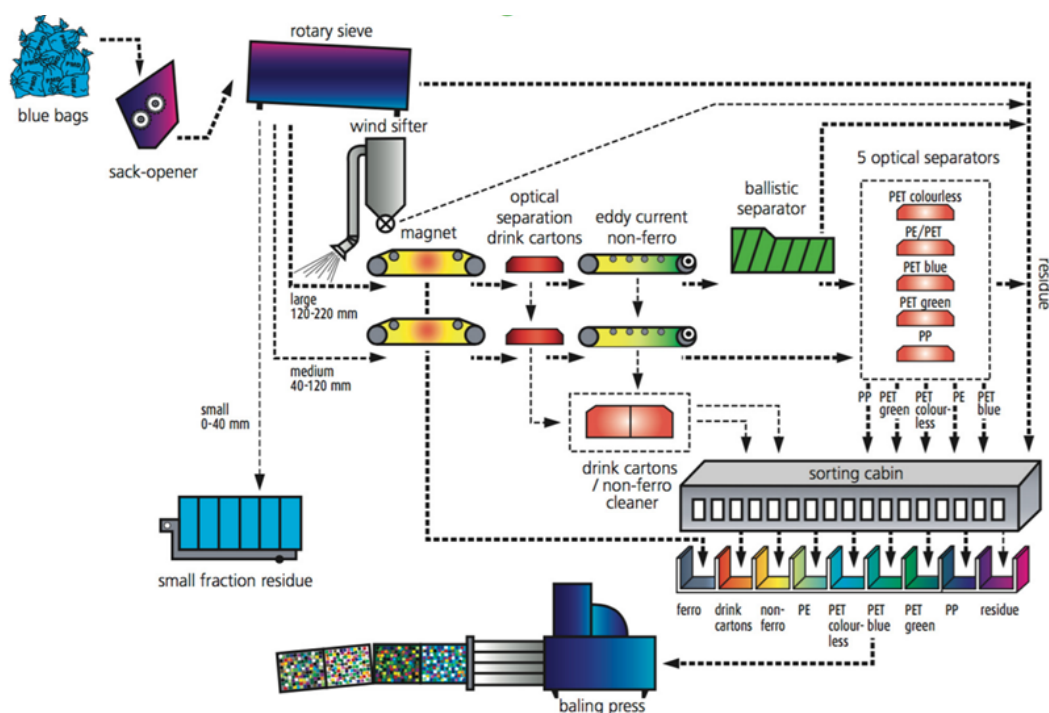 rotary sieve
blue bags
sack-opener
wind sifter
5 optical separators
optical
separation
drink cartons
magnet
eddy current
non-ferro
ballistic
separator
PET colourless
PE/PET
PET blue
PET green
PP
residue
large
120-220 mm
medium
40-120 mm
small
0-40 mm
PP
PET
green
PET
colour-
less
PE
PET
blue
drink cartons
/ non-ferro
cleaner
sorting cabin
small fraction residue
ferro
drink
cartons
non-
ferro
PE
PET
colour-
less
PET
blue
PET
green
PP
residue
baling press